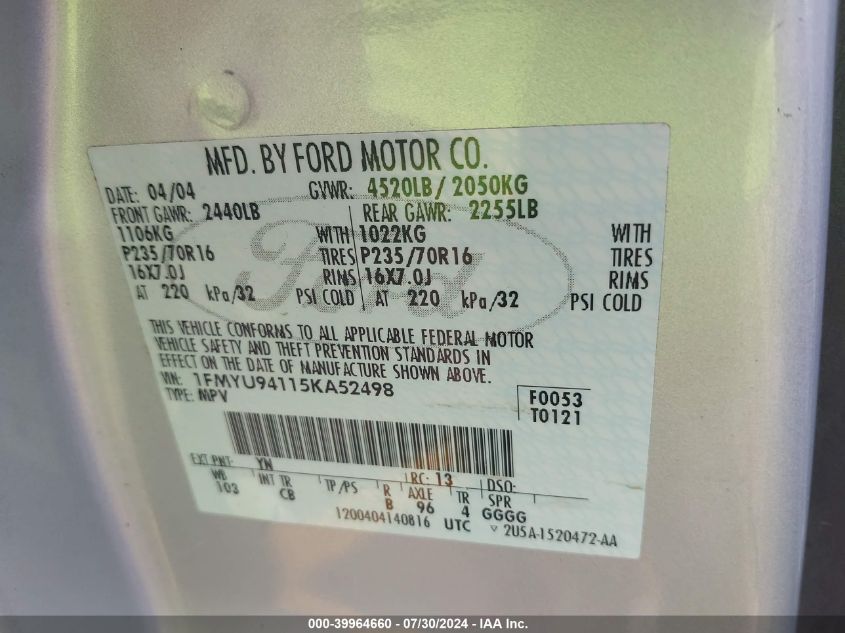 MFD. BY FORD MOTOR CO.
DATE: 04/04 GVWR: 4520LB/ 2050KG
FRONT GAWR: 2440LB REAR GAWR: 2255LB
1106KG WITH 1022KG WITH
P235/70R16 TIRES P235/70R16 TIRES
16X7.0J RIMS 16X7.0J RIMS
AT 220 kPa/32 PSI COLD AT 220 kPa/32 PSI COLD
Ford
THIS VEHICLE CONFORMS TO ALL APPLICABLE FEDERAL MOTOR
VEHICLE SAFETY AND THEFT PREVENTION STANDARDS IN
EFFECT ON THE DATE OF MANUFACTURE SHOWN ABOVE.
VIN: 1FMYU94115KA52498 F0053
TYPE: MPV T0121
EXT PNT: YN RC: 13 DSO:
WB INT TR TP/PS R AXLE TR SPR
103 CB B 96 4 GGGG
1200404140816 UTC ▽ 2U5A-1520472-AA
000-39964660 - 07/30/2024 - IAA Inc.